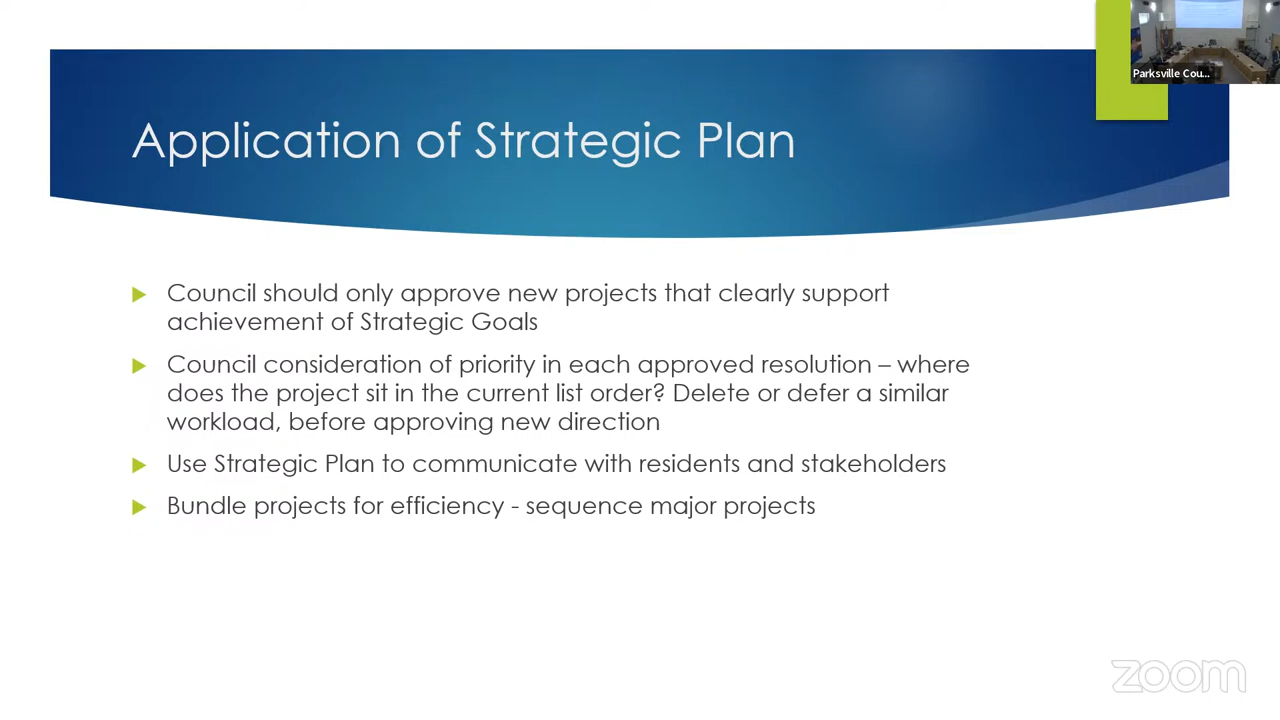 Parksville Cou...
Application of Strategic Plan
Council should only approve new projects that clearly support
achievement of Strategic Goals
Council consideration of priority in each approved resolution – where
does the project sit in the current list order? Delete or defer a similar
workload, before approving new direction
Use Strategic Plan to communicate with residents and stakeholders
Bundle projects for efficiency - sequence major projects
zoom